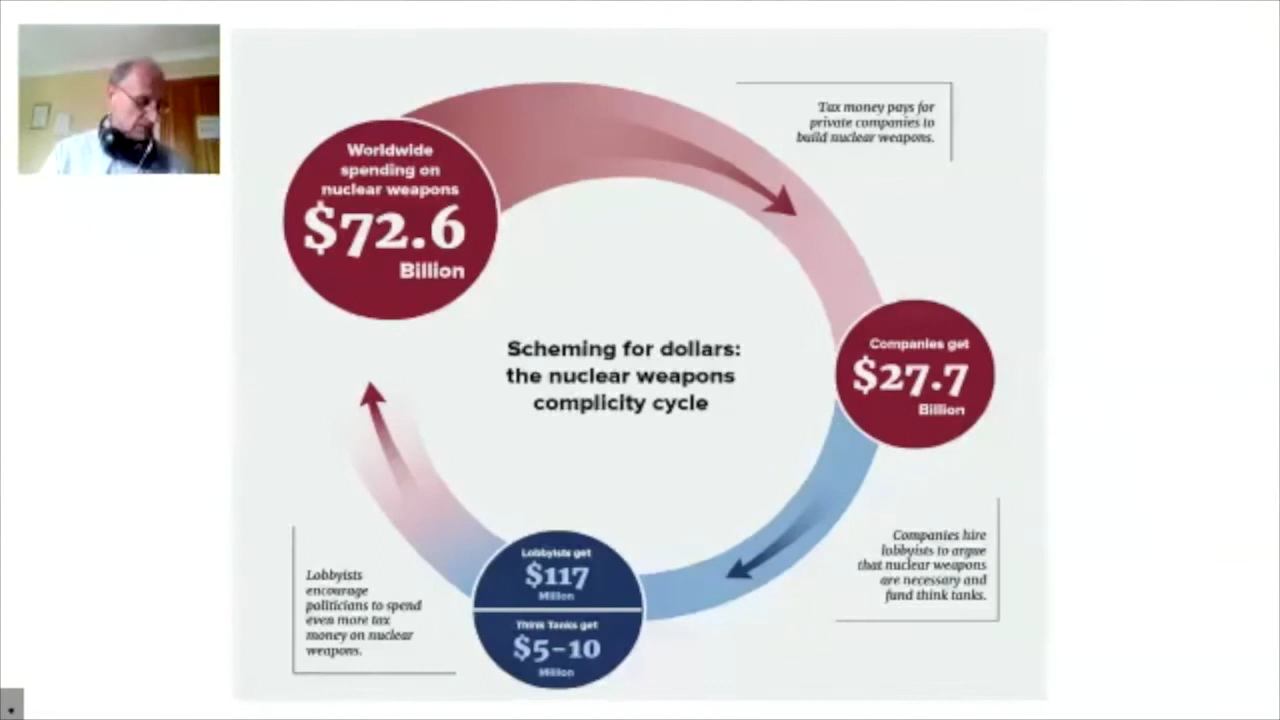 Worldwide
spending on
nuclear weapons
$72.6
Billion
Tax money pays for
private companies to
build nuclear weapons.
Scheming for dollars:
the nuclear weapons
complicity cycle
Companies get
$27.7
Billion
Companies hire
lobbyists to argue
that nuclear weapons
are necessary and
fund think tanks.
Lobbyists get
$117
Million
Think Tanks get
$5-10
Million
Lobbyists
encourage
politicians to spend
even more tax
money on nuclear
weapons.